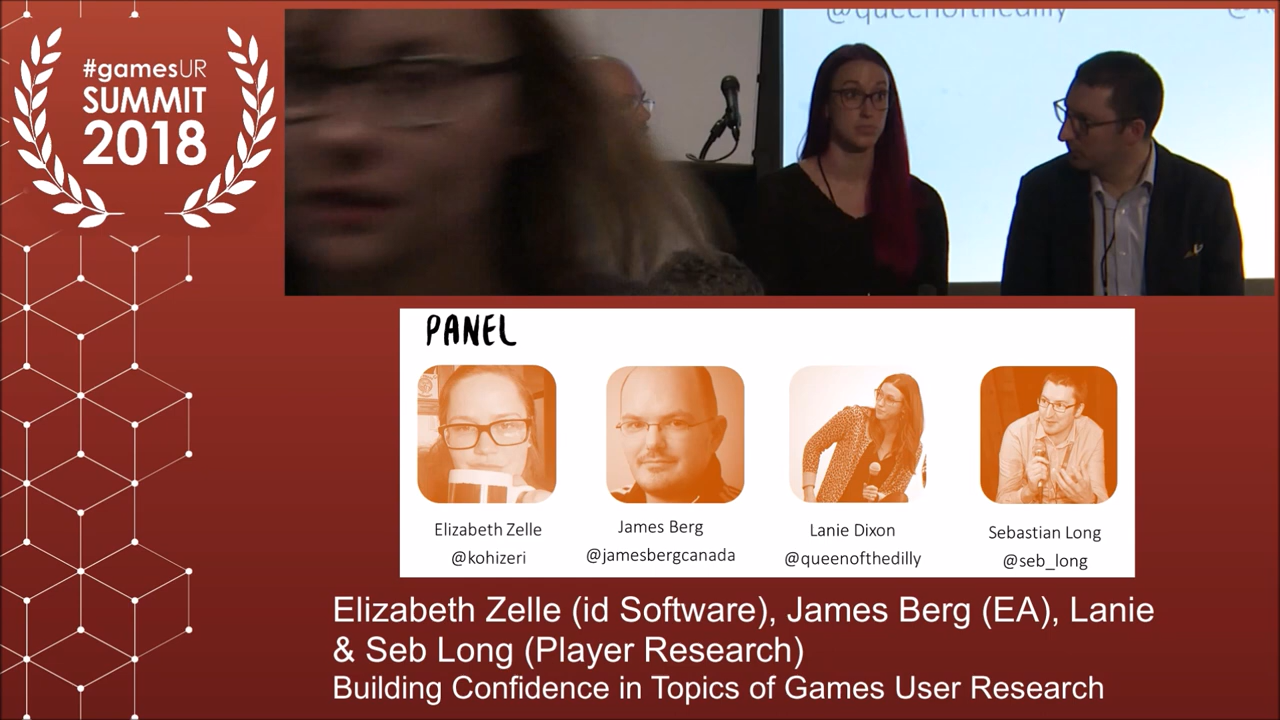 #gamesUR
SUMMIT
2018
@queenofthedilly
PANEL
Elizabeth Zelle
@kohizeri
James Berg
@jamesbergcanada
Lanie Dixon
@queenofthedilly
Sebastian Long
@seb_long
Elizabeth Zelle (id Software), James Berg (EA), Lanie
& Seb Long (Player Research)
Building Confidence in Topics of Games User Research